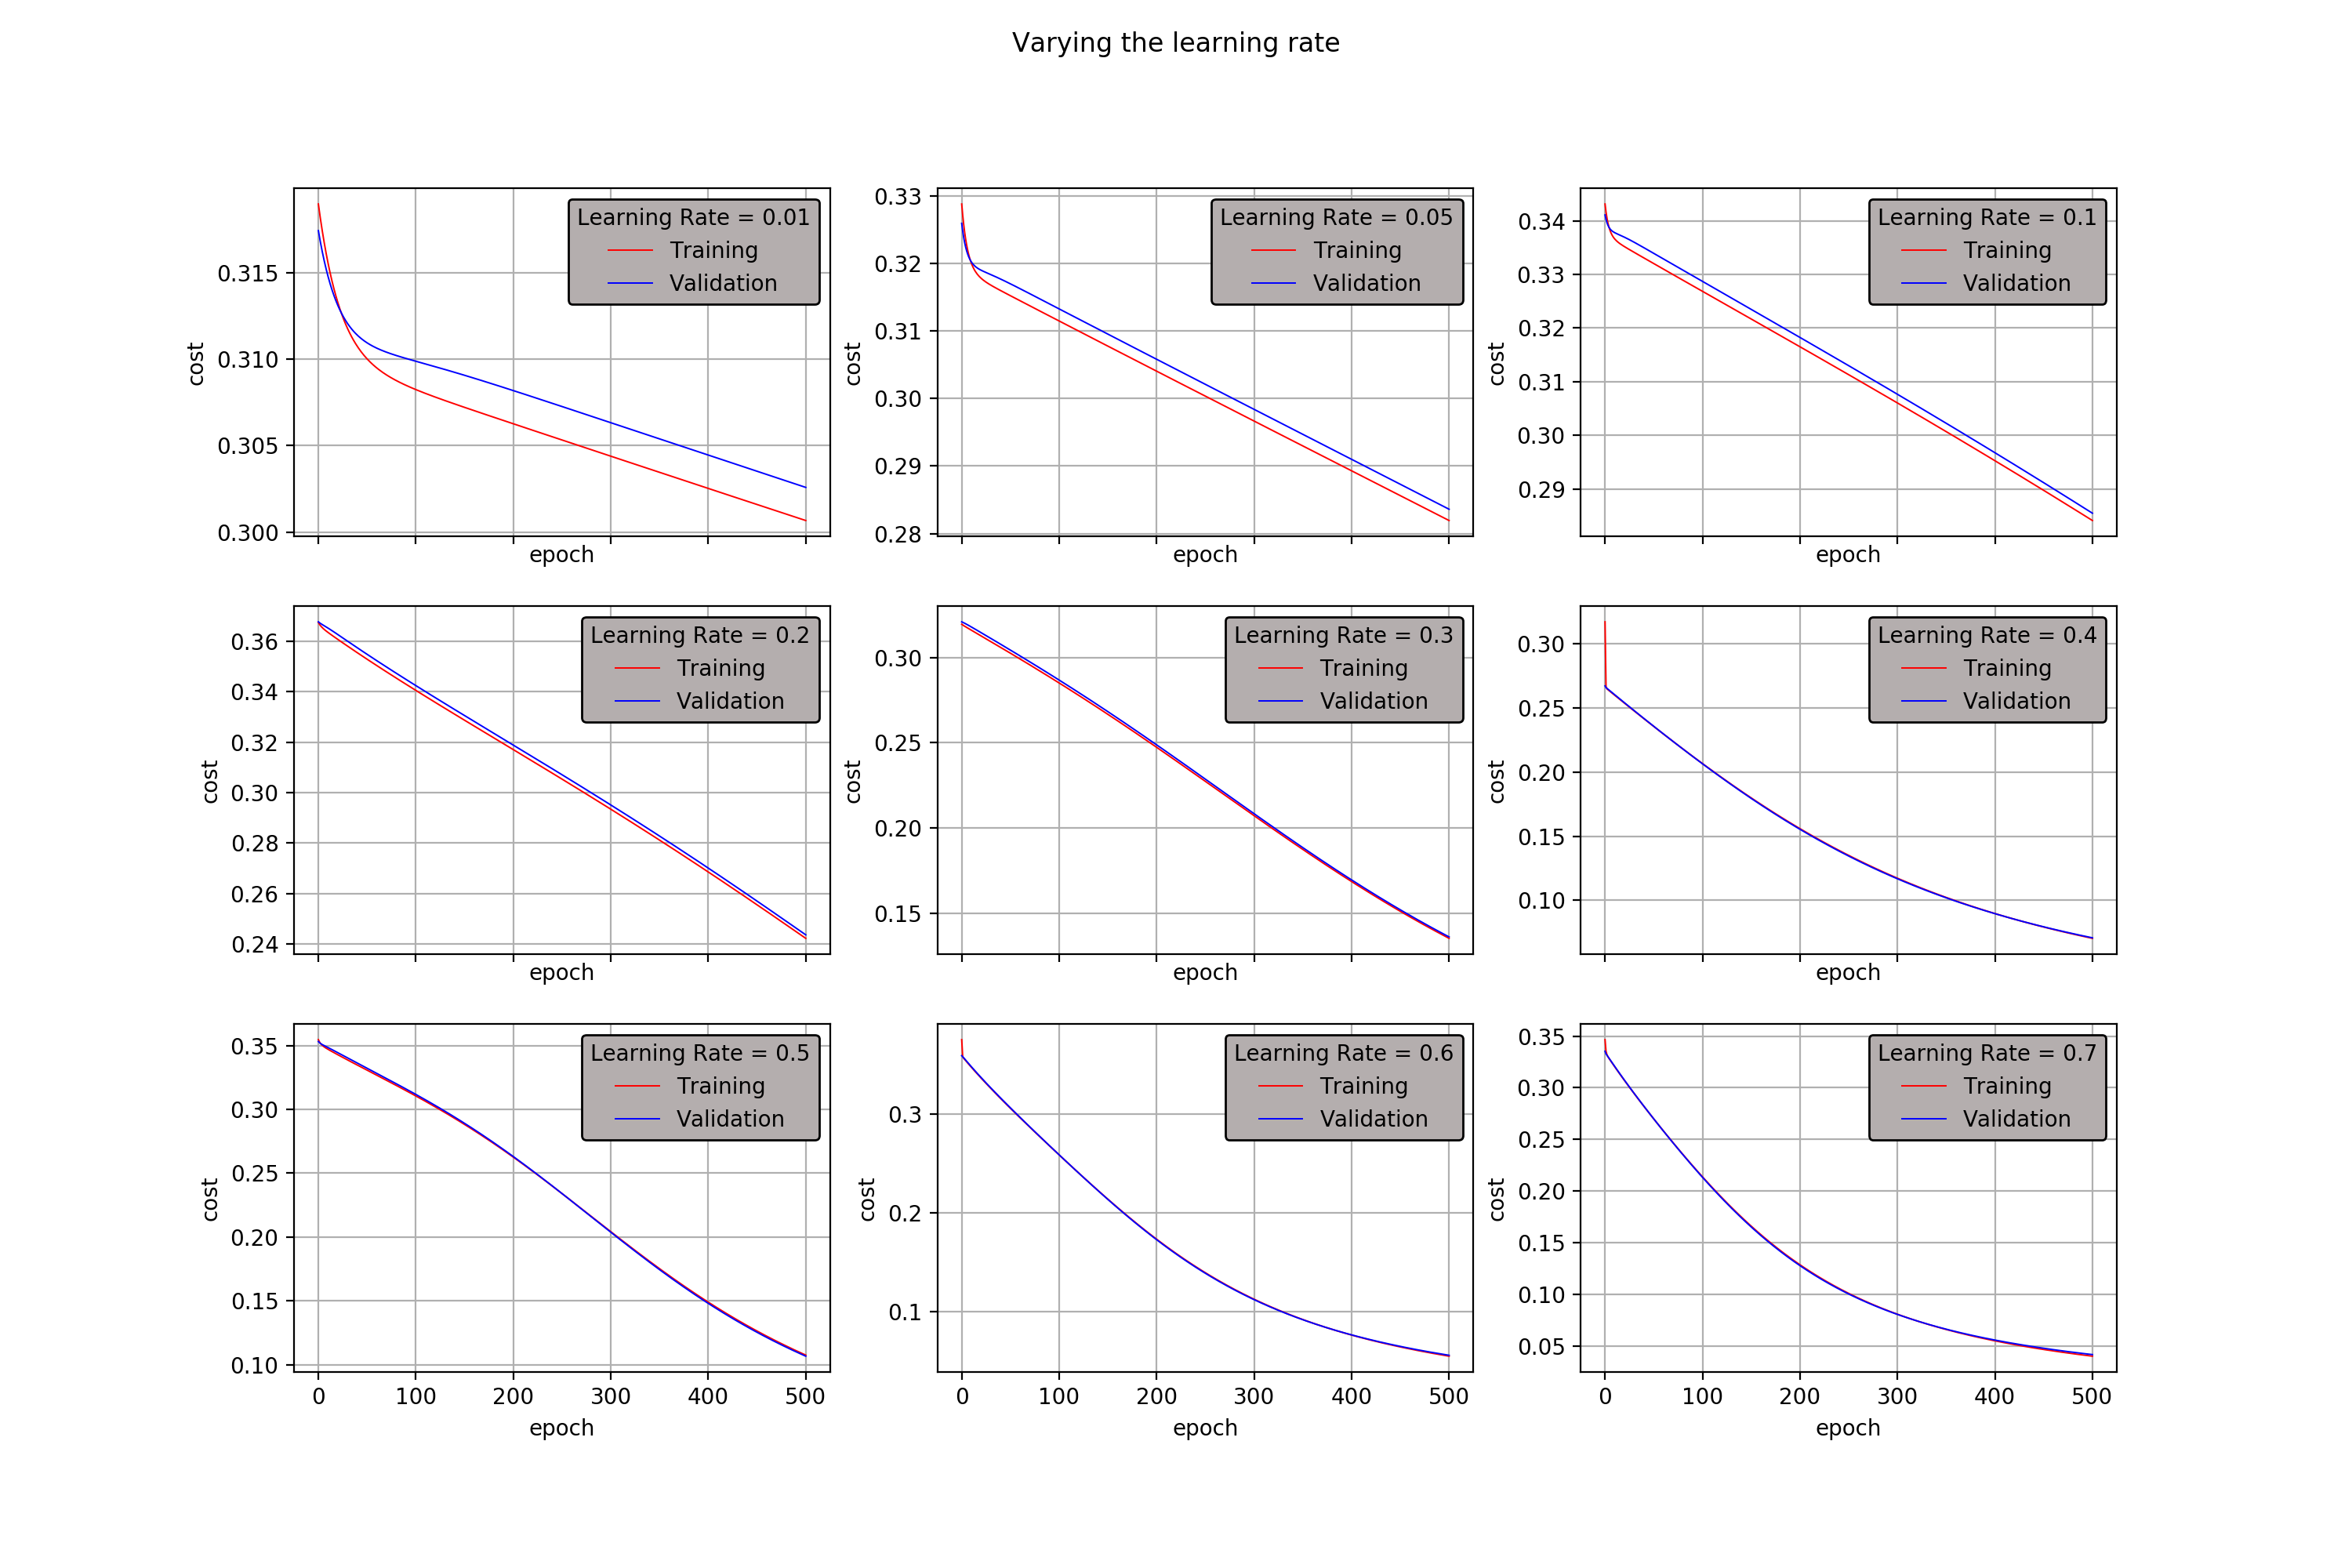 Varying the learning rate
Learning Rate = 0.01
Training
Validation
0.315
0.310
0.305
0.300
cost
epoch
Learning Rate = 0.05
Training
Validation
0.33
0.32
0.31
0.30
0.29
0.28
cost
epoch
Learning Rate = 0.1
Training
Validation
0.34
0.33
0.32
0.31
0.30
0.29
cost
epoch
Learning Rate = 0.2
Training
Validation
0.36
0.34
0.32
0.30
0.28
0.26
0.24
cost
epoch
Learning Rate = 0.3
Training
Validation
0.30
0.25
0.20
0.15
cost
epoch
Learning Rate = 0.4
Training
Validation
0.30
0.25
0.20
0.15
0.10
cost
epoch
Learning Rate = 0.5
Training
Validation
0.35
0.30
0.25
0.20
0.15
0.10
cost
0 100 200 300 400 500
epoch
Learning Rate = 0.6
Training
Validation
0.3
0.2
0.1
cost
0 100 200 300 400 500
epoch
Learning Rate = 0.7
Training
Validation
0.35
0.30
0.25
0.20
0.15
0.10
0.05
cost
0 100 200 300 400 500
epoch